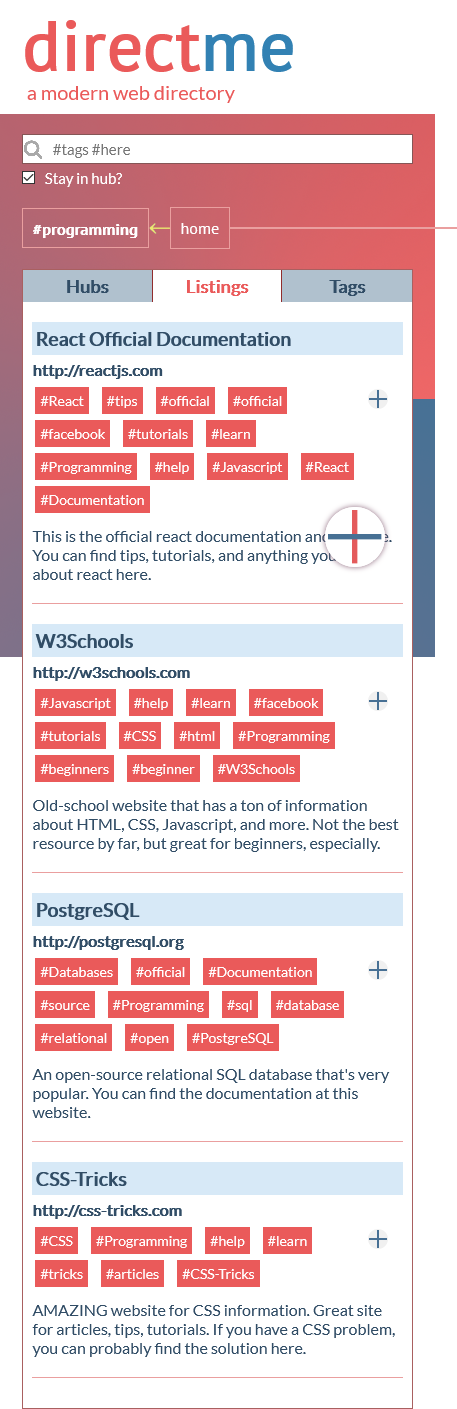 directme
a modern web directory
#tags #here
Stay in hub?
#programming home
Hubs Listings Tags
React Official Documentation
http://reactjs.com
#React #tips #official #official
#facebook #tutorials #learn
#Programming #help #Javascript #React
#Documentation
This is the official react documentation and
You can find tips, tutorials, and anything
about react here.
W3Schools
http://w3schools.com
#Javascript #help #learn #facebook
#tutorials #CSS #html #Programming
#beginners #beginner #W3Schools
Old-school website that has a ton of information
about HTML, CSS, Javascript, and more. Not the best
resource by far, but great for beginners, especially.
PostgreSQL
http://postgresql.org
#Databases #official #Documentation
#source #Programming #sql #database
#relational #open #PostgreSQL
An open-source relational SQL database that's very
popular. You can find the documentation at this
website.
CSS-Tricks
http://css-tricks.com
#CSS #Programming #help #learn
#tricks #articles #CSS-Tricks
AMAZING website for CSS information. Great site
for articles, tips, tutorials. If you have a CSS problem,
you can probably find the solution here.